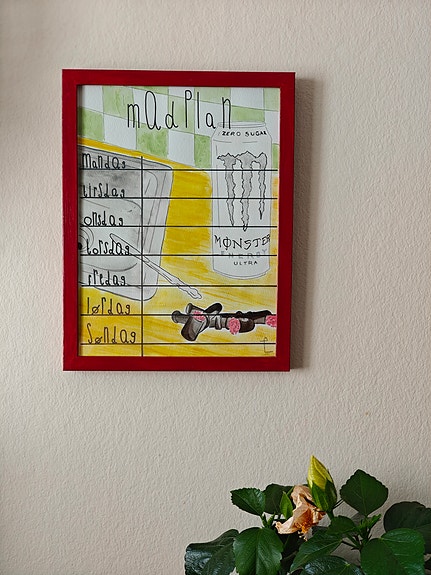 madPlan
ZERO SUGAR
mandag
tirsdag
onsdag
MONSTER
ENERGY
ULTRA
torsdag
fredag
lørdag
søndag